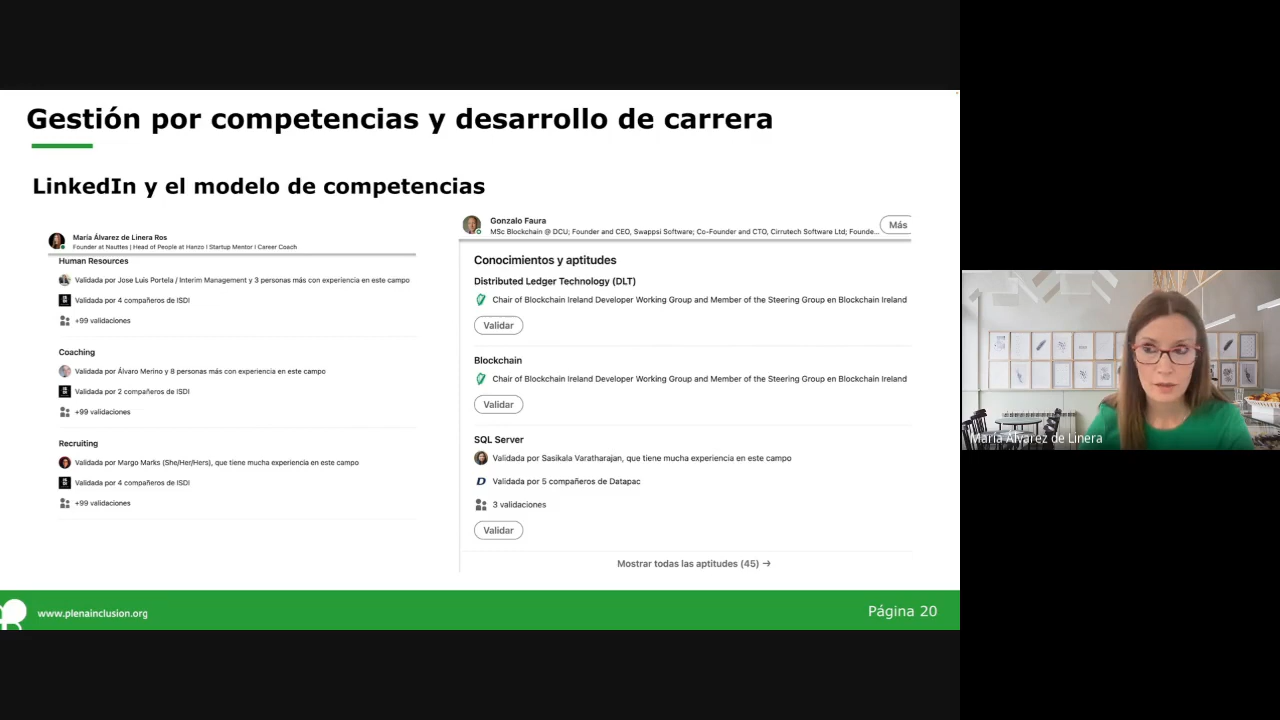 Gestión por competencias y desarrollo de carrera
LinkedIn y el modelo de competencias
María Álvarez de Linera Ros
Founder at Nauttes | Head of People at Hanzo I Startup Mentor I Career Coach
Human Resources
Validada por Jose Luis Portela / Interim Management y 3 personas más con experiencia en este campo
Validada por 4 compañeros de ISDI
+99 validaciones
Coaching
Validada por Álvaro Merino y 8 personas más con experiencia en este campo
Validada por 2 compañeros de ISDI
+99 validaciones
Recruiting
Validada por Margo Marks (She/Her/Hers), que tiene mucha experiencia en este campo
Validada por 4 compañeros de ISDI
+99 validaciones
Gonzalo Faura
MSc Blockchain @ DCU; Founder and CEO, Swappsi Software; Co-Founder and CTO, Cirrutech Software Ltd; Founde...
Más
Conocimientos y aptitudes
Distributed Ledger Technology (DLT)
Chair of Blockchain Ireland Developer Working Group and Member of the Steering Group en Blockchain Ireland
Validar
Blockchain
Chair of Blockchain Ireland Developer Working Group and Member of the Steering Group en Blockchain Ireland
Validar
SQL Server
Validada por Sasikala Varatharajan, que tiene mucha experiencia en este campo
Validada por 5 compañeros de Datapac
3 validaciones
Validar
Mostrar todas las aptitudes (45) →
www.plenainclusion.org
Página 20
María Álvarez de Linera